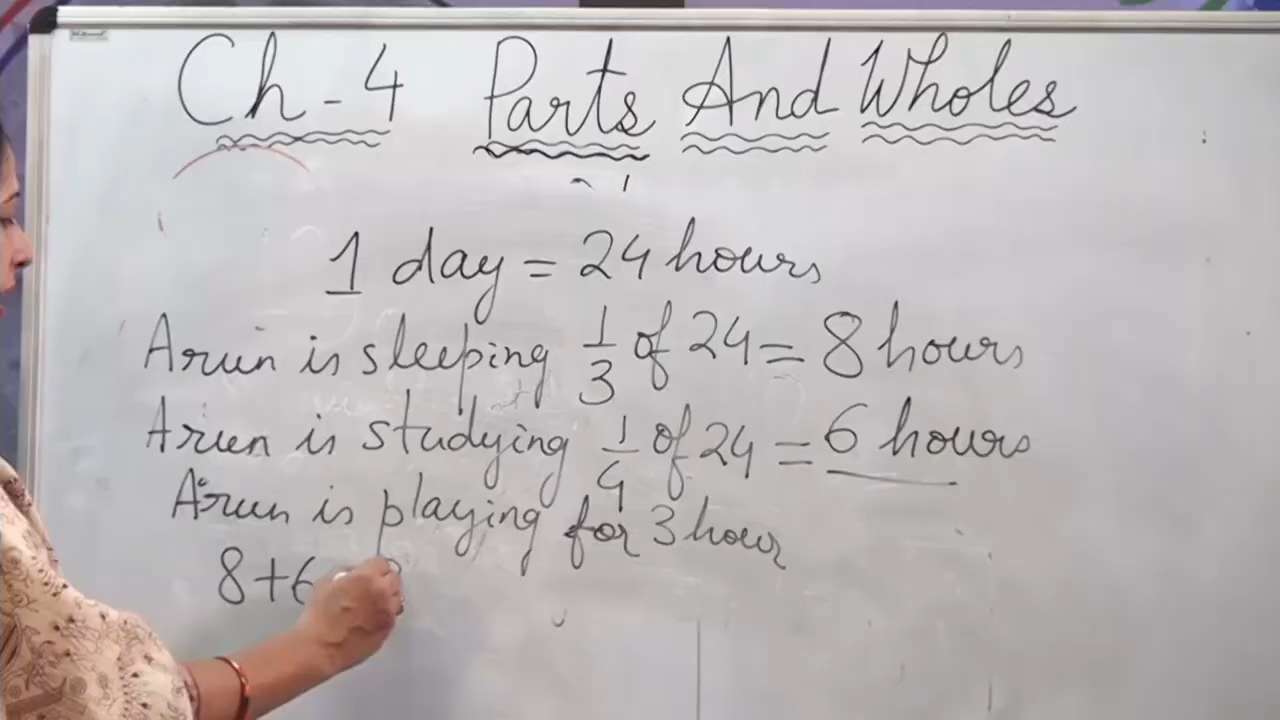 Ch-4 Parts And Wholes
1 day = 24 hours
Arun is sleeping 1/3 of 24 = 8 hours
Arun is studying 1/4 of 24 = 6 hours
Arun is playing for 3 hour
8+6